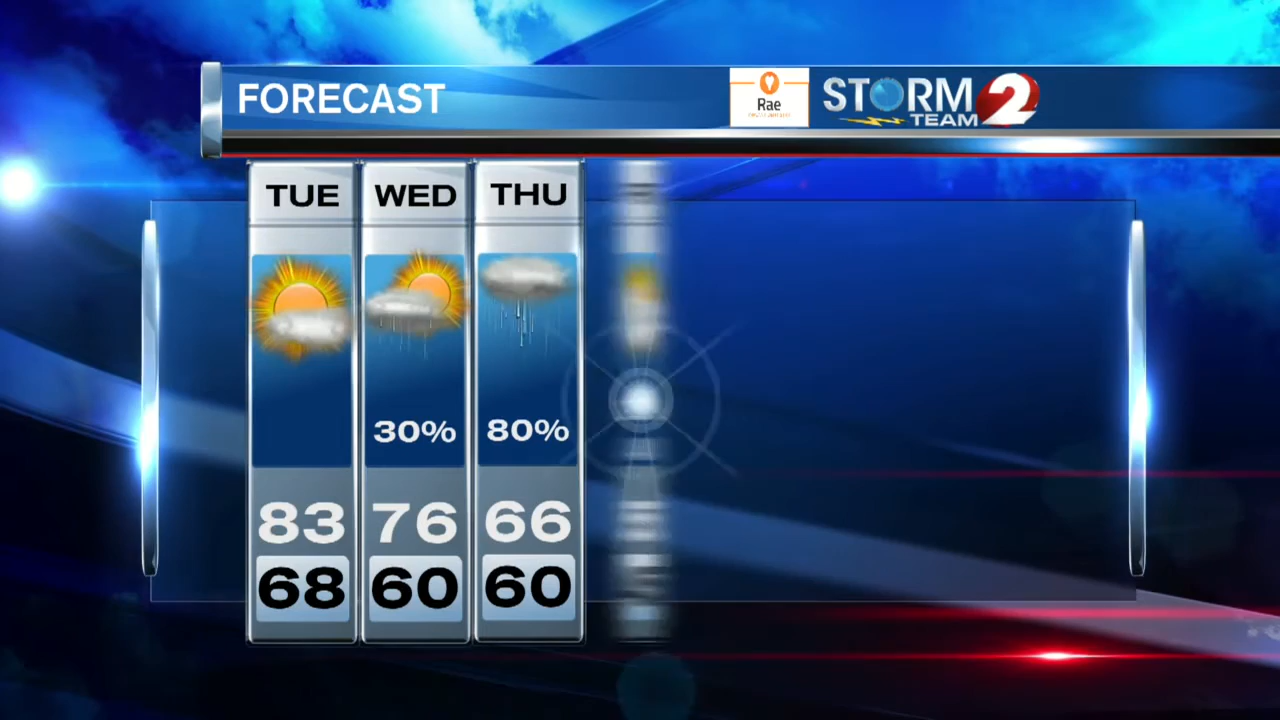 FORECAST
Rae
STORM
TEAM 2
TUE WED THU
30% 80%
83 76 66
68 60 60